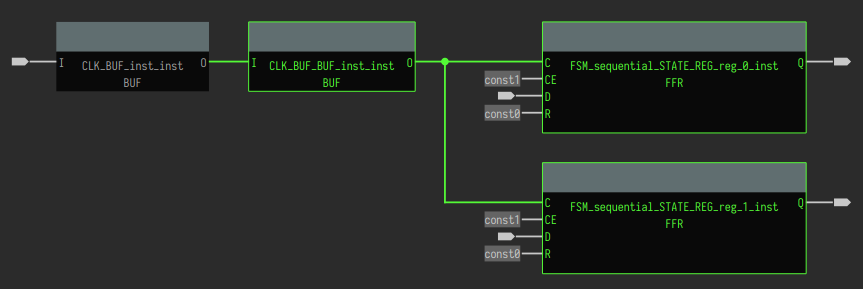 I CLK_BUF_inst_inst O
BUF
I CLK_BUF_BUF_inst_inst O
BUF
C FSM_sequential_STATE_REG_reg_0_inst Q
const1 CE FFR
D
const0 R
C FSM_sequential_STATE_REG_reg_1_inst Q
const1 CE FFR
D
const0 R